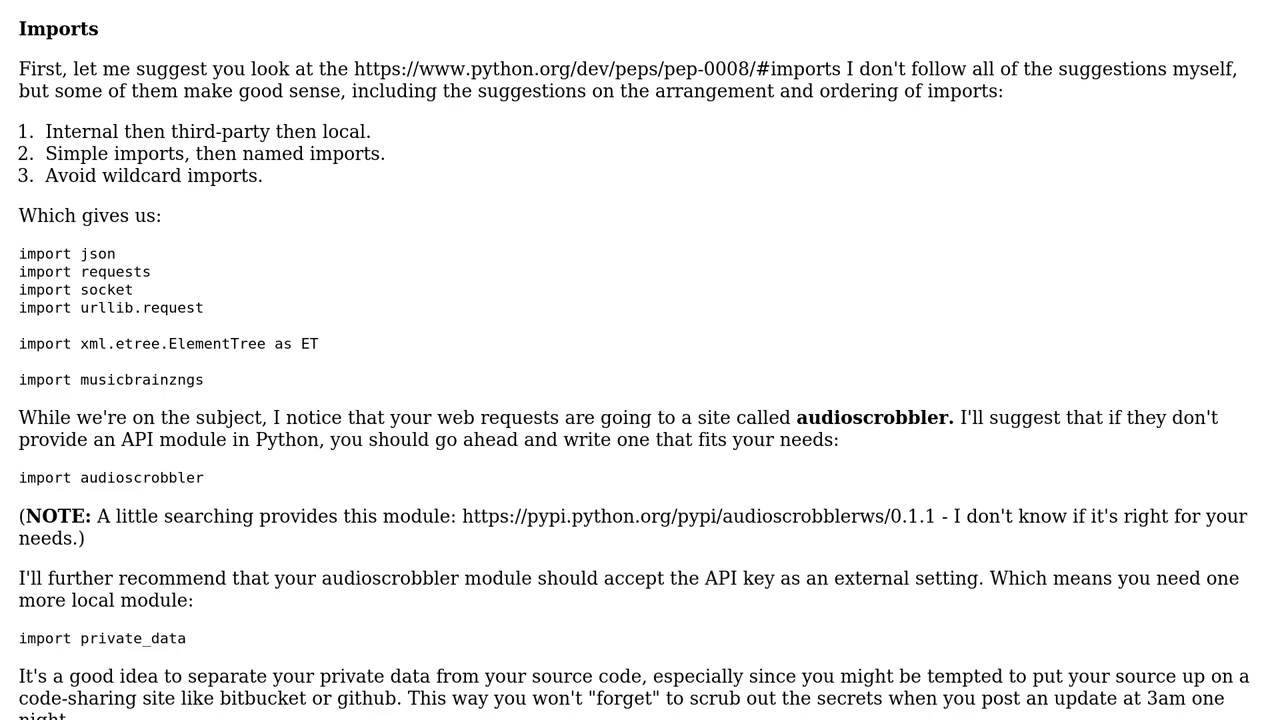 Imports
First, let me suggest you look at the https://www.python.org/dev/peps/pep-0008/#imports I don't follow all of the suggestions myself,
but some of them make good sense, including the suggestions on the arrangement and ordering of imports:
1. Internal then third-party then local.
2. Simple imports, then named imports.
3. Avoid wildcard imports.
Which gives us:
import json
import requests
import socket
import urllib.request
import xml.etree.ElementTree as ET
import musicbrainzngs
While we're on the subject, I notice that your web requests are going to a site called audioscrobbler. I'll suggest that if they don't
provide an API module in Python, you should go ahead and write one that fits your needs:
import audioscrobbler
(NOTE: A little searching provides this module: https://pypi.python.org/pypi/audioscrobblerws/0.1.1 - I don't know if it's right for your
needs.)
I'll further recommend that your audioscrobbler module should accept the API key as an external setting. Which means you need one
more local module:
import private_data
It's a good idea to separate your private data from your source code, especially since you might be tempted to put your source up on a
code-sharing site like bitbucket or github. This way you won't "forget" to scrub out the secrets when you post an update at 3am one
night.